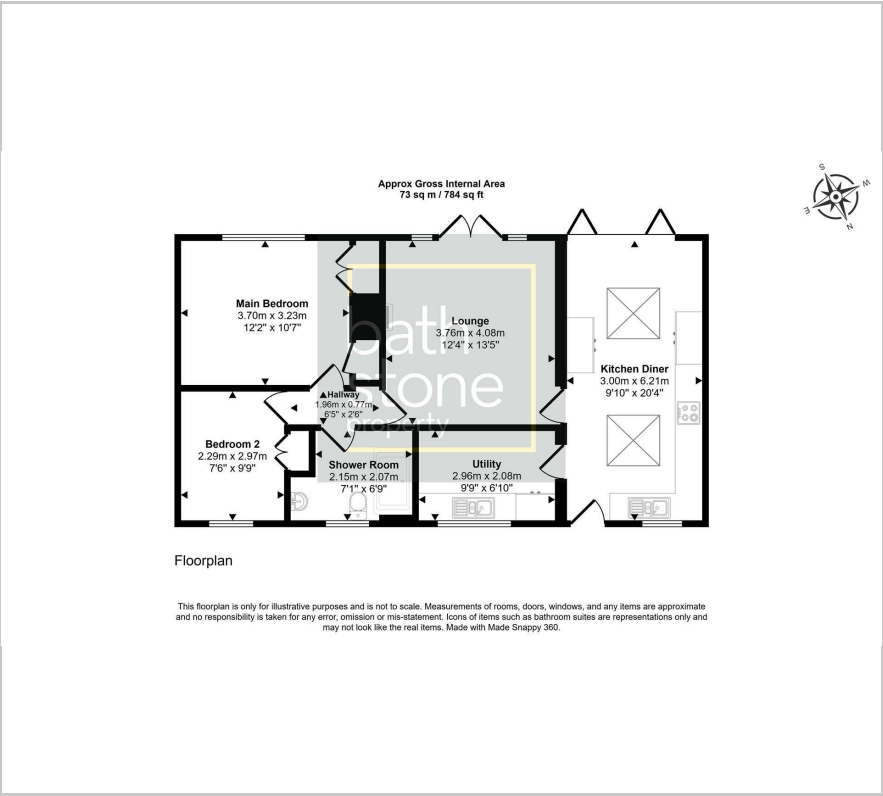 Approx Gross Internal Area
73 sq m / 784 sq ft
S
W
E
N
Main Bedroom
3.70m x 3.23m
12'2" x 10'7"
Lounge
3.76m x 4.08m
12'4" x 13'5"
Kitchen Diner
3.00m x 6.21m
9'10" x 20'4"
Hallway
1.96m x 0.77m
6'5" x 2'6"
Bedroom 2
2.29m x 2.97m
7'6" x 9'9"
Shower Room
2.15m x 2.07m
7'1" x 6'9"
Utility
2.96m x 2.08m
9'9" x 6'10"
bath
stone
property
Floorplan
This floorplan is only for illustrative purposes and is not to scale. Measurements of rooms, doors, windows, and any items are approximate
and no responsibility is taken for any error, omission or mis-statement. Icons of items such as bathroom suites are representations only and
may not look like the real items. Made with Made Snappy 360.